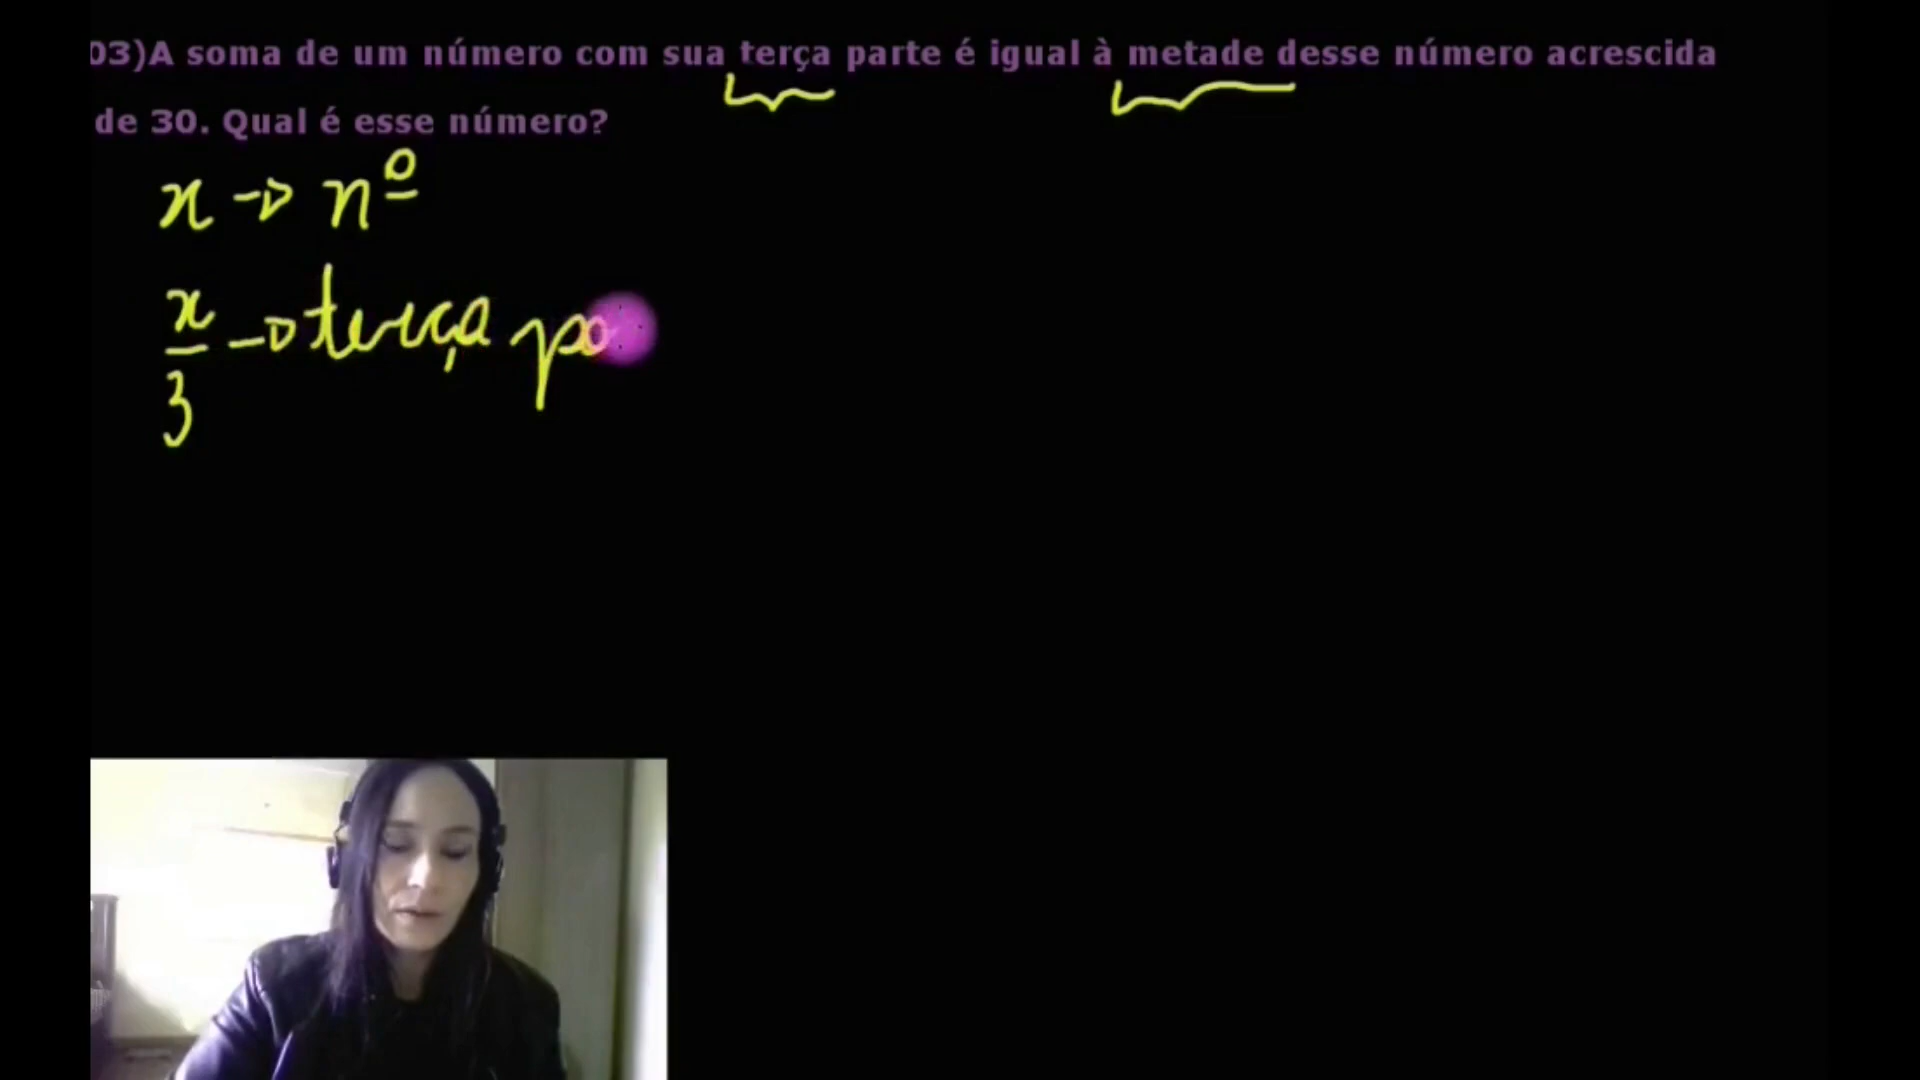 03)A soma de um número com sua terça parte é igual à metade desse número acrescida
de 30. Qual é esse número?
x → nº
x/3 → terça pa